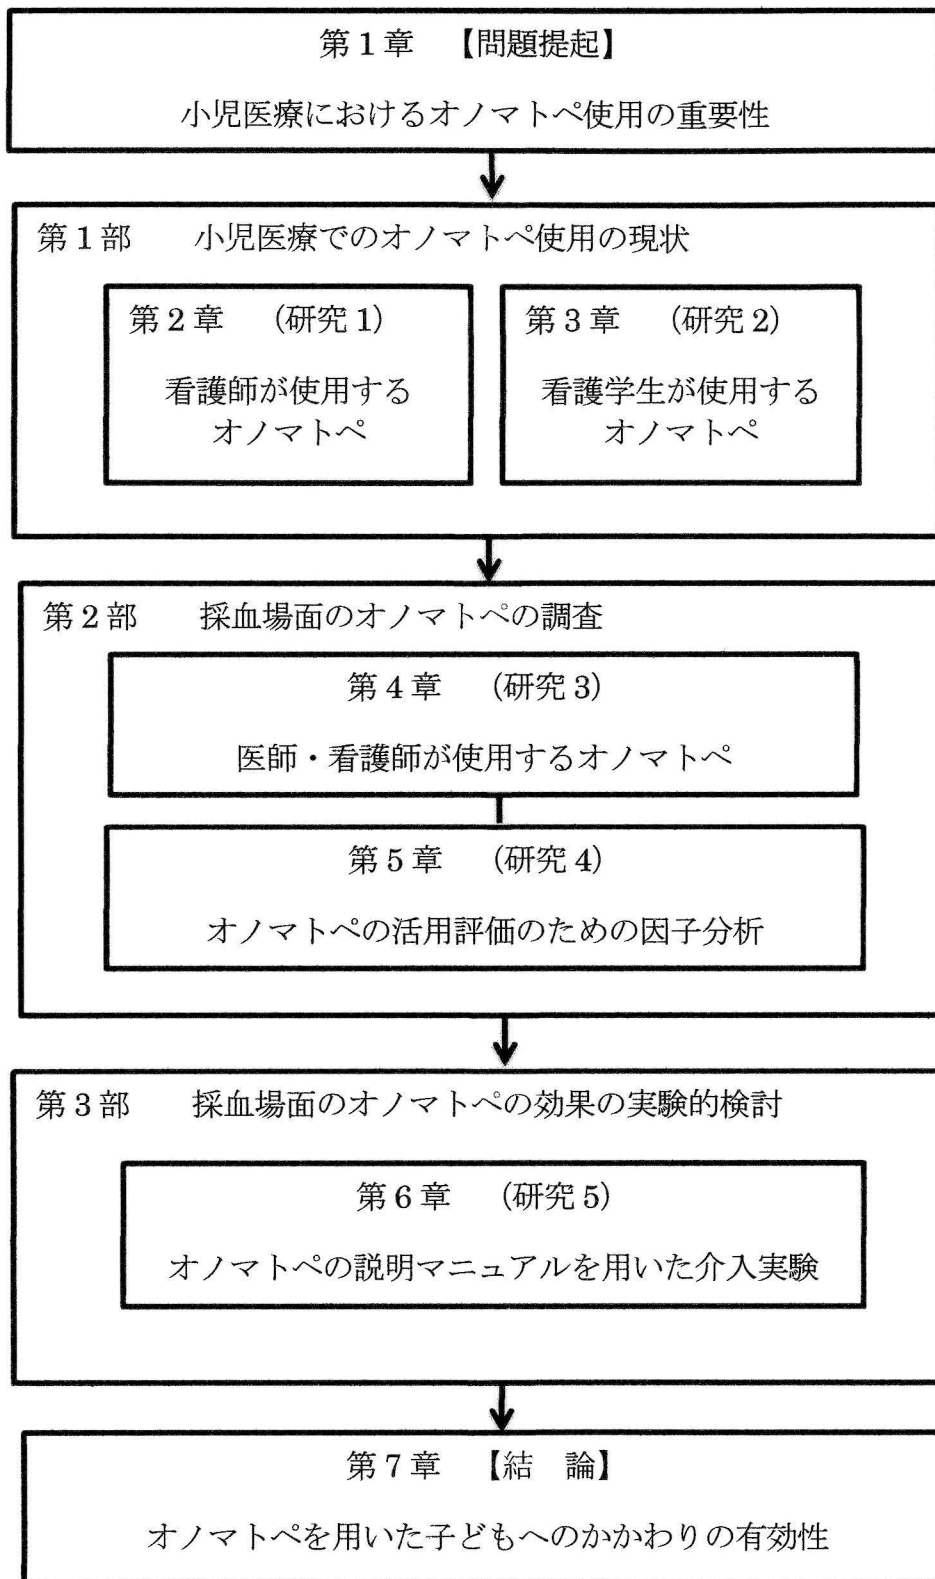 第1章 【問題提起】
小児医療におけるオノマトペ使用の重要性
第1部 小児医療でのオノマトペ使用の現状
第2章 (研究1)
看護師が使用する
オノマトペ
第3章 (研究2)
看護学生が使用する
オノマトペ
第2部 採血場面のオノマトペの調査
第4章 (研究3)
医師・看護師が使用するオノマトペ
第5章 (研究4)
オノマトペの活用評価のための因子分析
第3部 採血場面のオノマトペの効果の実験的検討
第6章 (研究5)
オノマトペの説明マニュアルを用いた介入実験
第7章 【結 論】
オノマトペを用いた子どもへのかかわりの有効性